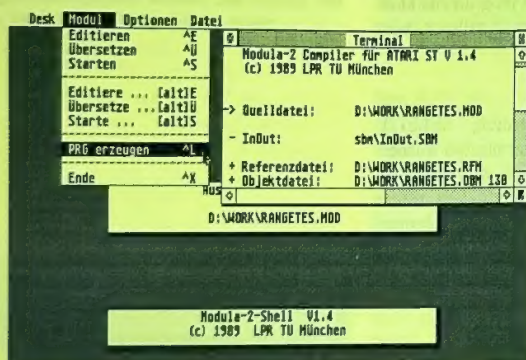 Desk Modul Optionen Datei
Editieren ^E
Übersetzen ^Ü
Starten ^S
Editiere ... [alt]E
Übersetze ... [alt]Ü
Starte ... [alt]S
PRG erzeugen ^L
Ende ^X
Terminal
Modula-2 Compiler für ATARI ST V 1.4
(c) 1989 LPR TU München
-> Quelldatei: D:\WORK\RANGETES.MOD
- InOut: sbm\InOut.SBM
+ Referenzdatei: D:\WORK\RANGETES.RFM
+ Objektdatei: D:\WORK\RANGETES.OBM 130
Aus
D:\WORK\RANGETES.MOD
Modula-2-Shell V1.4
(c) 1989 LPR TU München